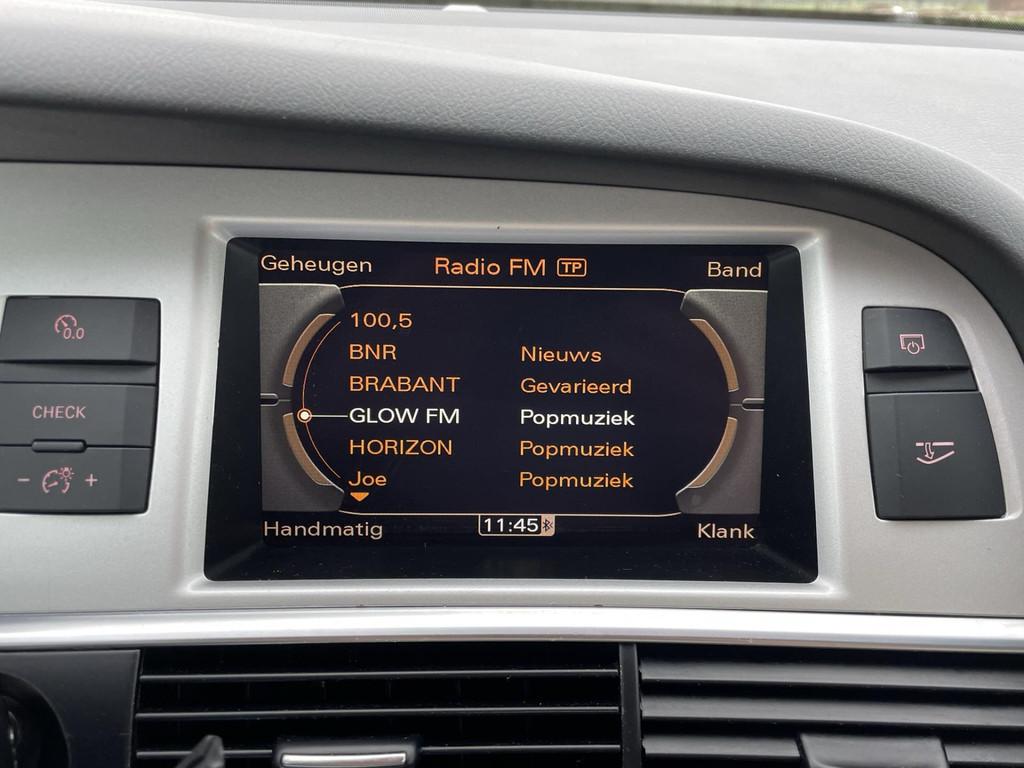 Geheugen Radio FM TP Band
100,5
BNR Nieuws
BRABANT Gevarieerd
GLOW FM Popmuziek
HORIZON Popmuziek
Joe Popmuziek
Handmatig 11:45 Klank
0.0
CHECK
- +